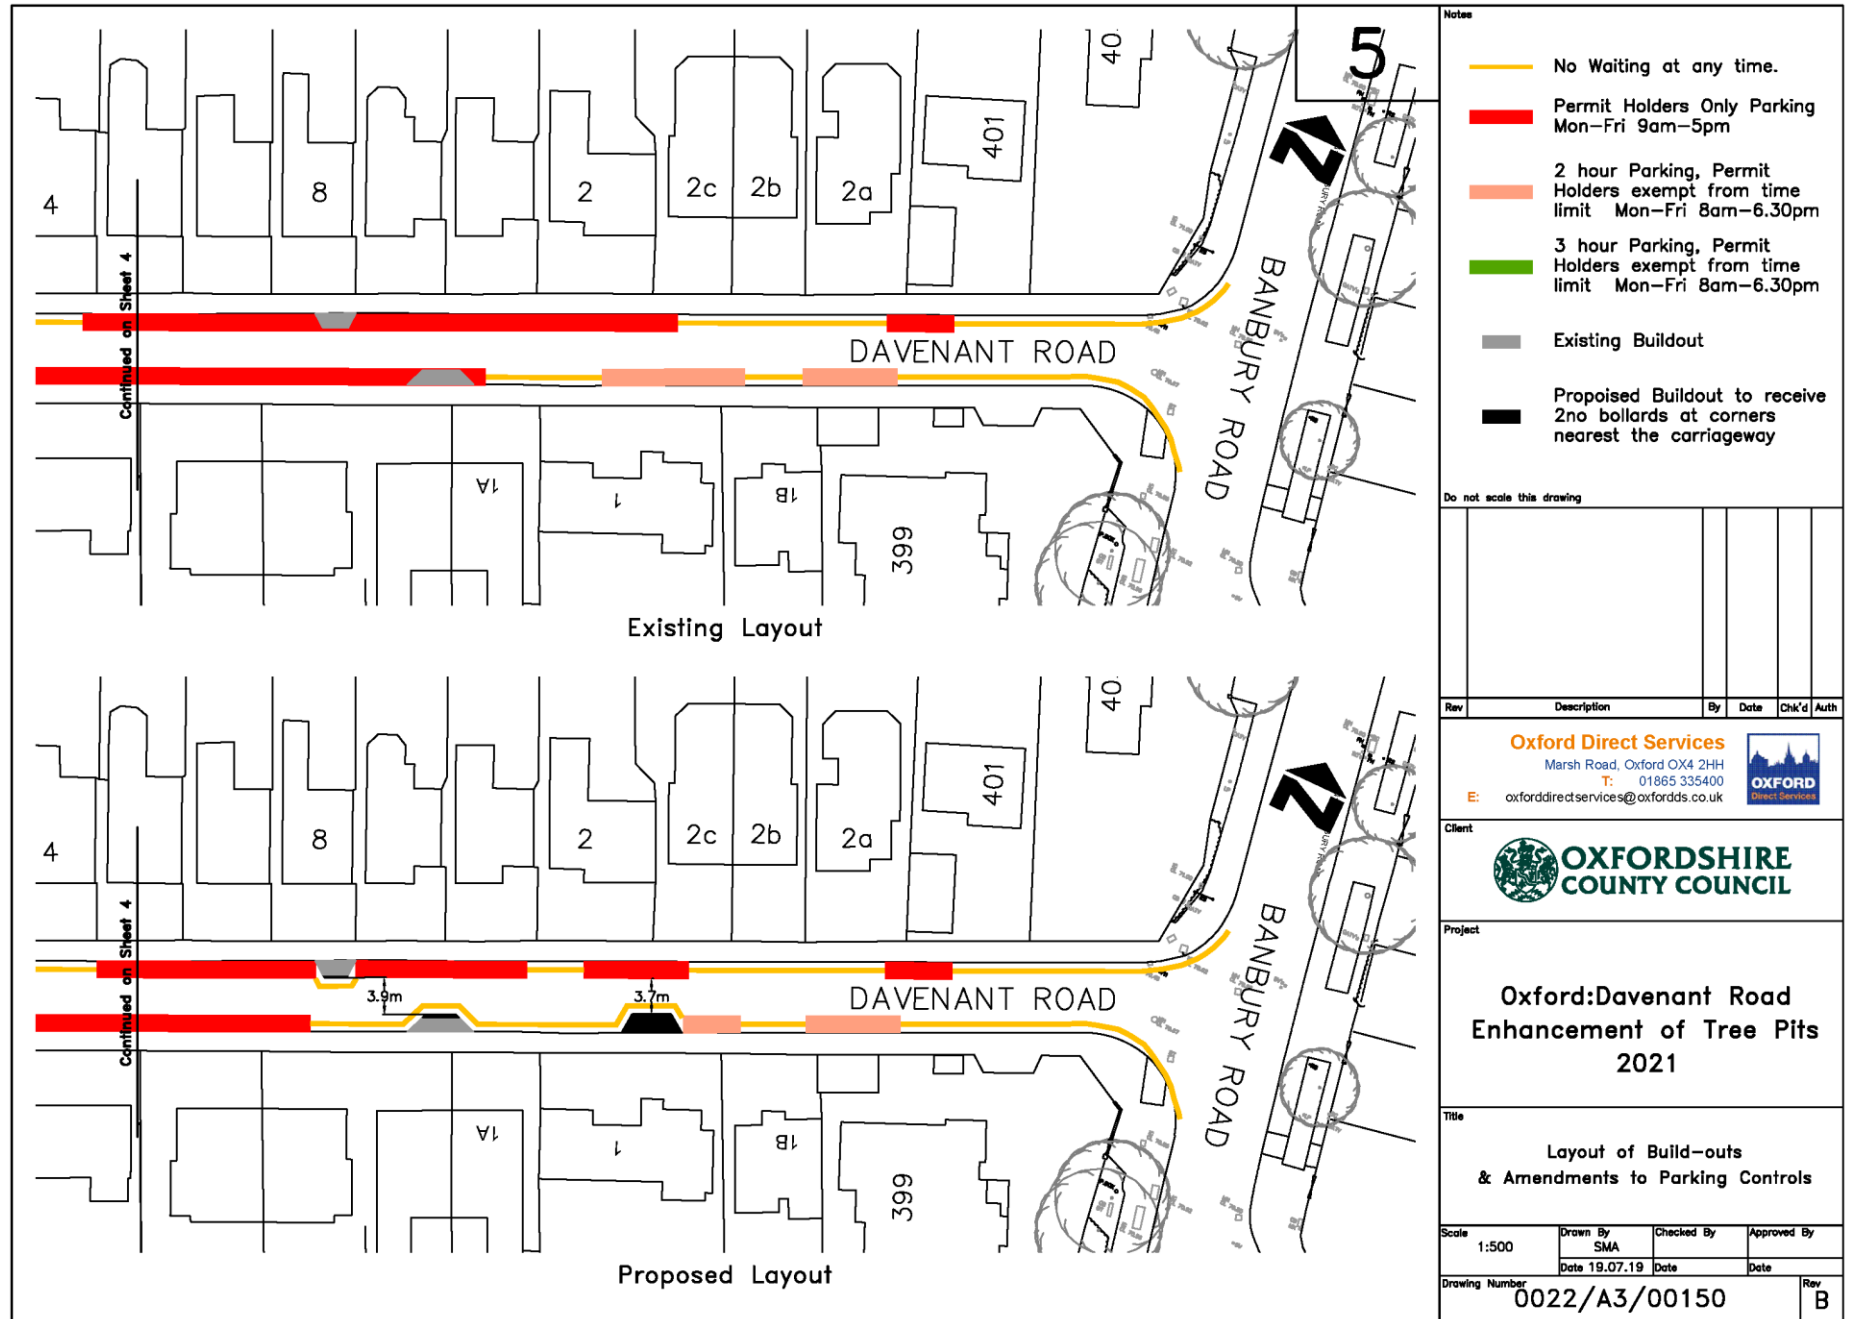 5
40
4
8
2
2c
2b
2a
401
Continued on Sheet 4
DAVENANT ROAD
BANBURY ROAD
1A
1
1B
399
Existing Layout
40
4
8
2
2c
2b
2a
401
Continued on Sheet 4
3.9m
3.7m
DAVENANT ROAD
BANBURY ROAD
1A
1
1B
399
Proposed Layout
Notes
No Waiting at any time.
Permit Holders Only Parking
Mon-Fri 9am-5pm
2 hour Parking, Permit
Holders exempt from time
limit Mon-Fri 8am-6.30pm
3 hour Parking, Permit
Holders exempt from time
limit Mon-Fri 8am-6.30pm
Existing Buildout
Propoised Buildout to receive
2no bollards at corners
nearest the carriageway
Do not scale this drawing
Rev Description By Date Chk'd Auth
Oxford Direct Services
Marsh Road, Oxford OX4 2HH
T: 01865 335400
E: oxforddirectservices@oxfordds.co.uk
OXFORD
Direct Services
Client
OXFORDSHIRE
COUNTY COUNCIL
Project
Oxford:Davenant Road
Enhancement of Tree Pits
2021
Title
Layout of Build-outs
& Amendments to Parking Controls
Scale
1:500
Drawn By
SMA
Checked By
Approved By
Date 19.07.19
Date
Date
Drawing Number
0022/A3/00150
Rev
B